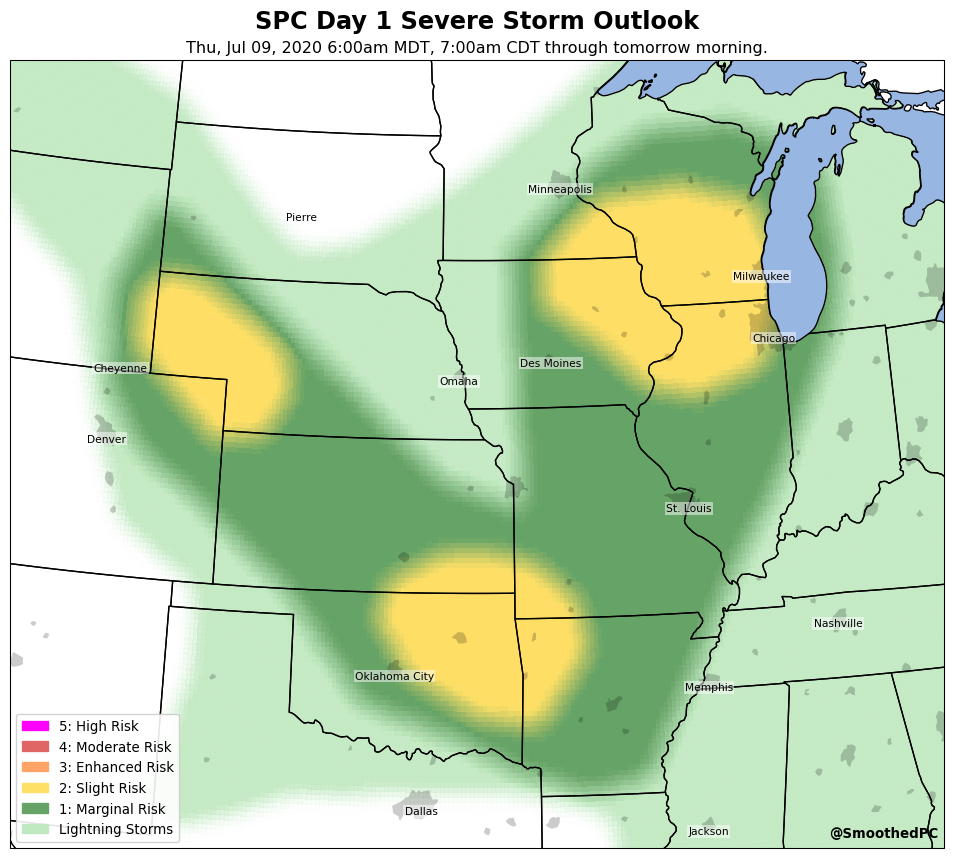 SPC Day 1 Severe Storm Outlook
Thu, Jul 09, 2020 6:00am MDT, 7:00am CDT through tomorrow morning.
Minneapolis
Pierre
Milwaukee
Chicago
Des Moines
Cheyenne
Omaha
Denver
St. Louis
Nashville
Oklahoma City
Memphis
5: High Risk
4: Moderate Risk
3: Enhanced Risk
2: Slight Risk
1: Marginal Risk
Lightning Storms
Dallas
Jackson
@SmoothedPC